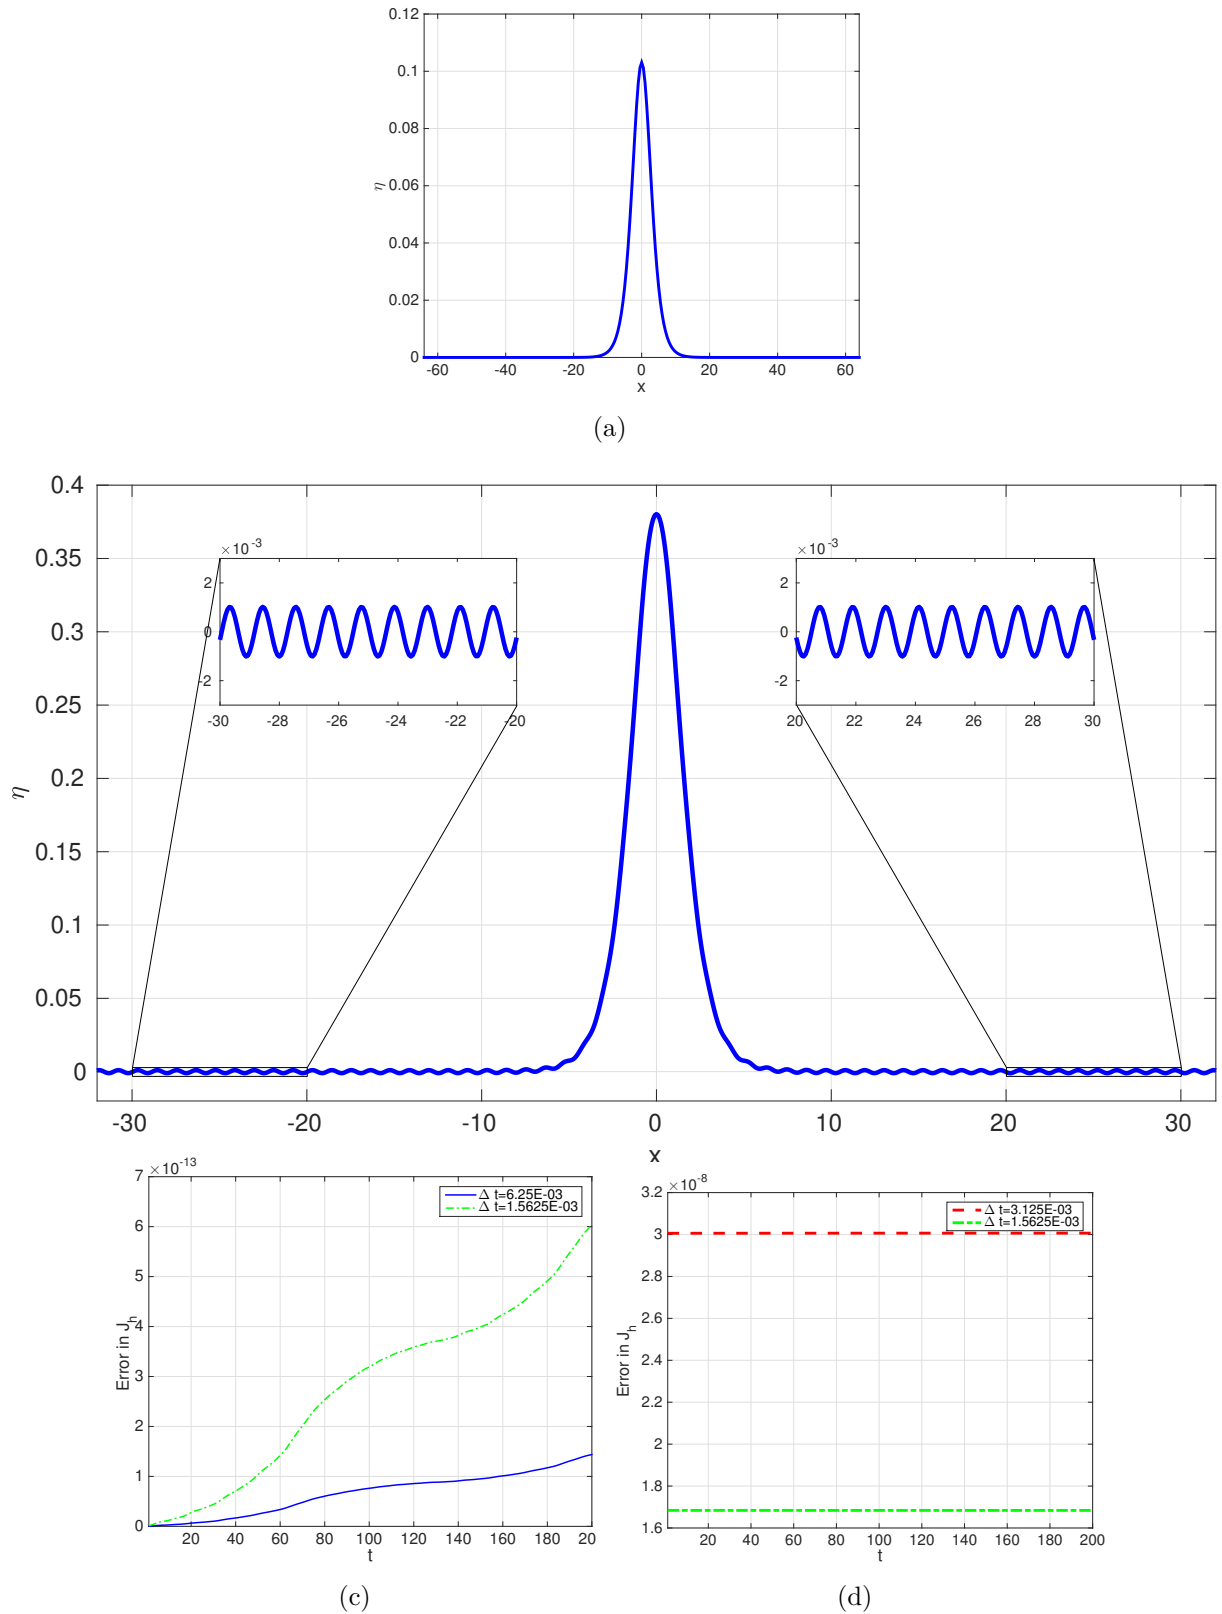 0.12
0.1
0.08
0.06
0.04
0.02
0
η
-60 -40 -20 0 20 40 60
x
(a)
0.4
0.35
0.3
0.25
0.2
0.15
0.1
0.05
0
η
×10⁻³
2
0
-2
-30 -28 -26 -24 -22 -20
×10⁻³
2
0
-2
20 22 24 26 28 30
-30 -20 -10 0 10 20 30
x
×10⁻¹³
7
6
5
4
3
2
1
0
Error in J_h
Δ t=6.25E-03
Δ t=1.5625E-03
20 40 60 80 100 120 140 160 180 200
t
(c)
×10⁻⁸
3.2
3
2.8
2.6
2.4
2.2
2
1.8
1.6
Error in J_h
Δ t=3.125E-03
Δ t=1.5625E-03
20 40 60 80 100 120 140 160 180 200
t
(d)